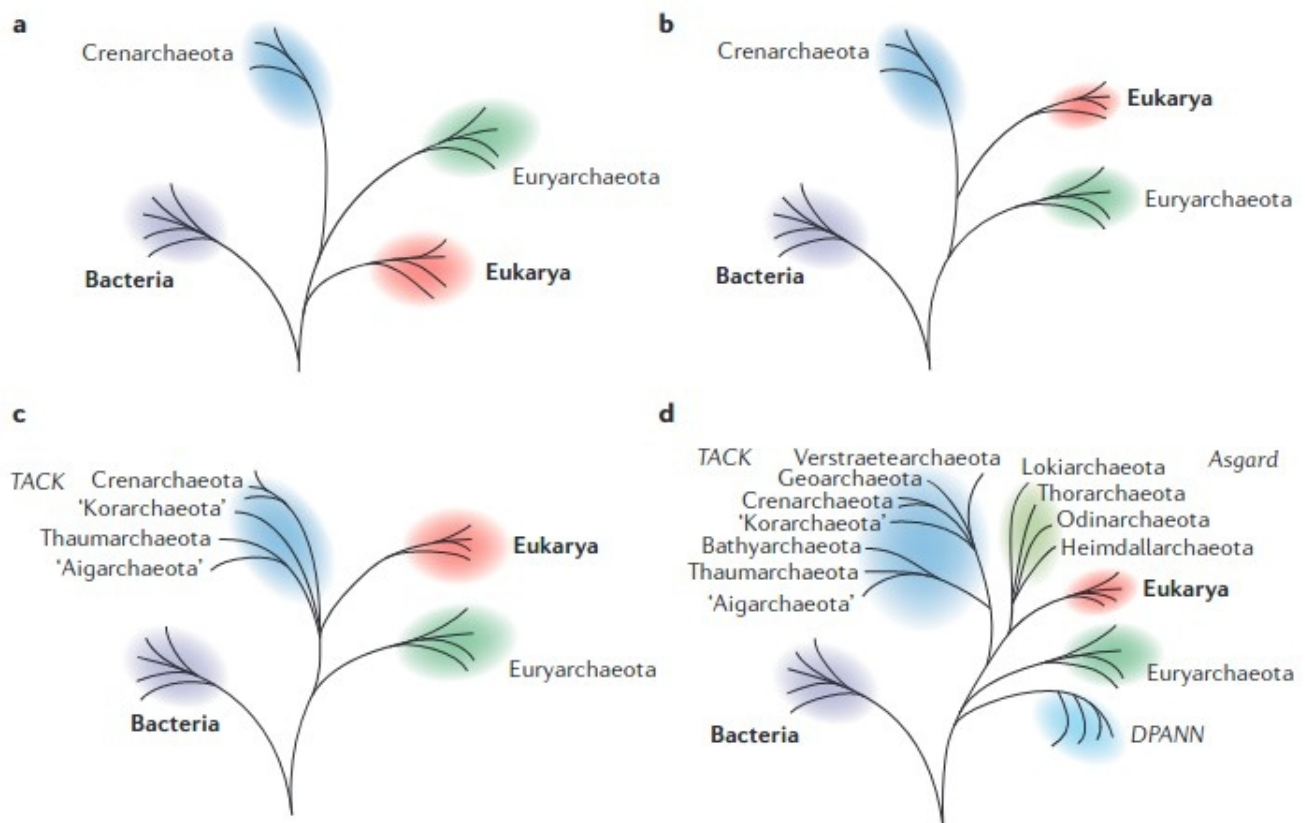 a
Crenarchaeota
Euryarchaeota
Bacteria
Eukarya
b
Crenarchaeota
Eukarya
Euryarchaeota
Bacteria
c
TACK
Crenarchaeota
‘Korarchaeota’
Thaumarchaeota
‘Aigarchaeota’
Eukarya
Euryarchaeota
Bacteria
d
TACK
Verstraetearchaeota
Geoarchaeota
Crenarchaeota
‘Korarchaeota’
Bathyarchaeota
Thaumarchaeota
‘Aigarchaeota’
Asgard
Lokiarchaeota
Thorarchaeota
Odinarchaeota
Heimdallarchaeota
Eukarya
Euryarchaeota
DPANN
Bacteria